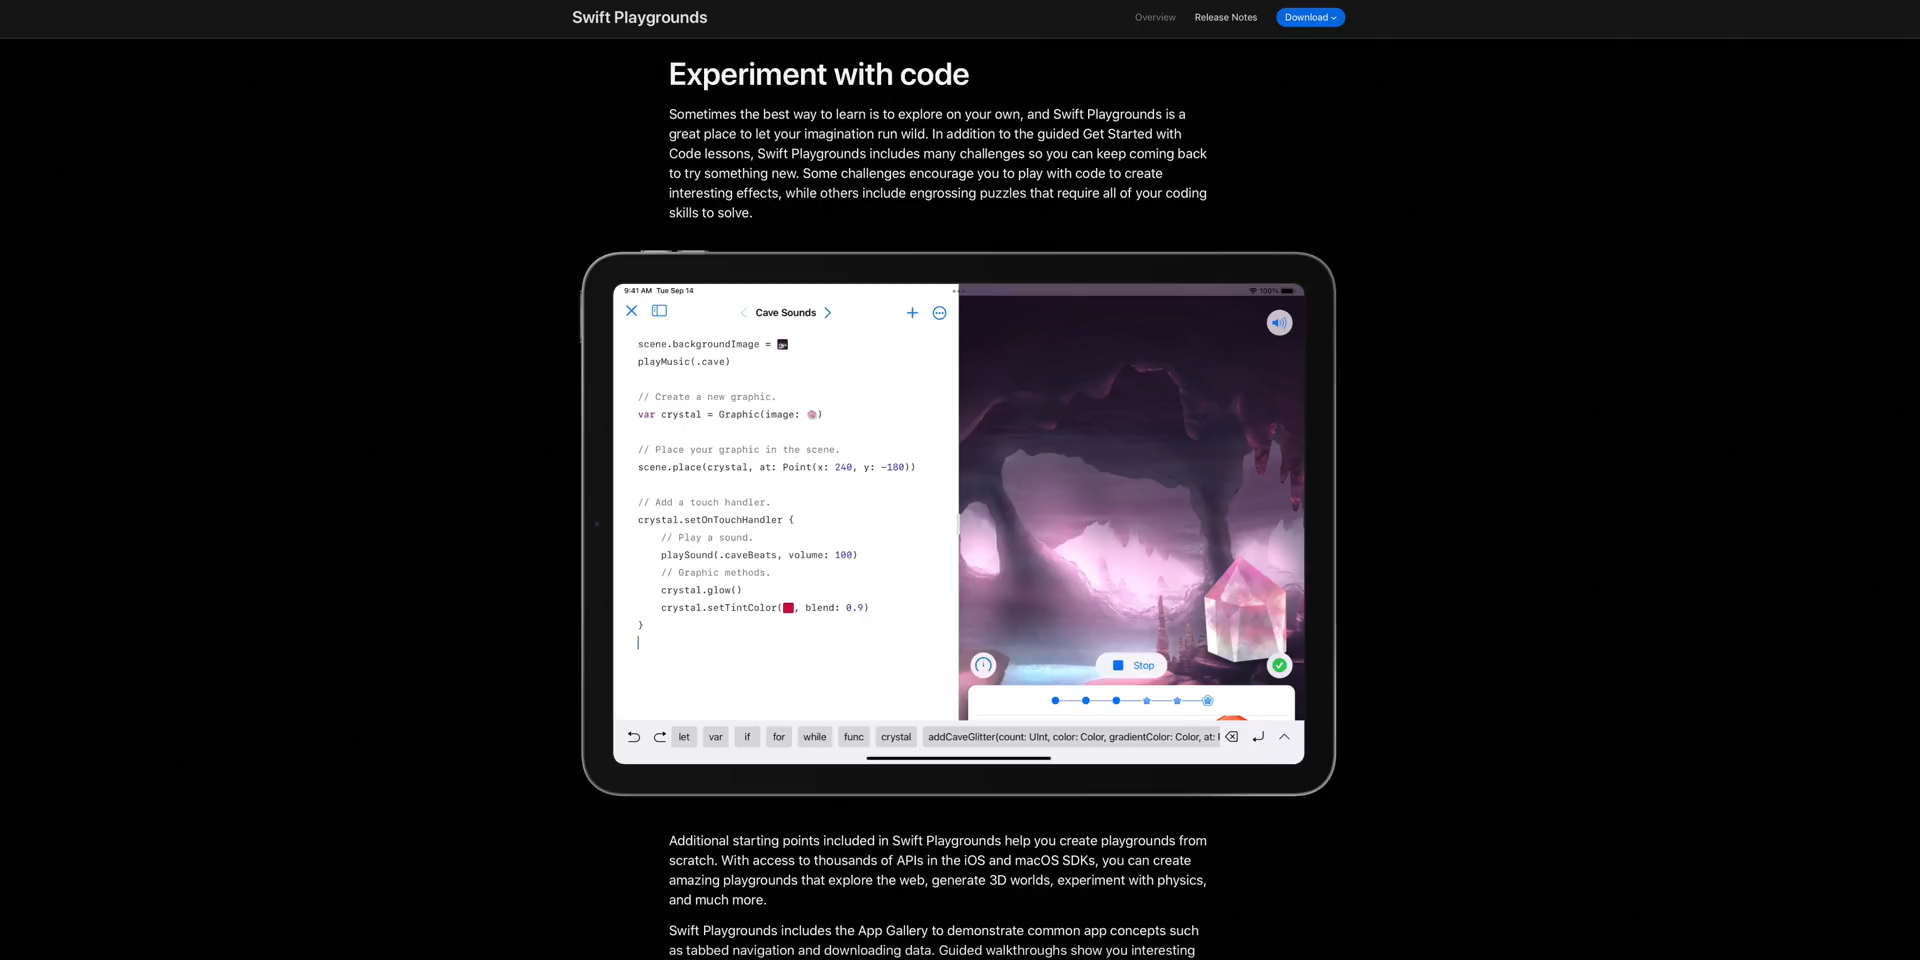 Swift Playgrounds
Overview
Release Notes
Download
Experiment with code
Sometimes the best way to learn is to explore on your own, and Swift Playgrounds is a
great place to let your imagination run wild. In addition to the guided Get Started with
Code lessons, Swift Playgrounds includes many challenges so you can keep coming back
to try something new. Some challenges encourage you to play with code to create
interesting effects, while others include engrossing puzzles that require all of your coding
skills to solve.
9:41 AM Tue Sep 14
100%
Cave Sounds
scene.backgroundImage =
playMusic(.cave)
// Create a new graphic.
var crystal = Graphic(image: )
// Place your graphic in the scene.
scene.place(crystal, at: Point(x: 240, y: -180))
// Add a touch handler.
crystal.setOnTouchHandler {
// Play a sound.
playSound(.caveBeats, volume: 100)
// Graphic methods.
crystal.glow()
crystal.setTintColor( , blend: 0.9)
}
Stop
let var if for while func crystal addCaveGlitter(count: UInt, color: Color, gradientColor: Color, at:
Additional starting points included in Swift Playgrounds help you create playgrounds from
scratch. With access to thousands of APIs in the iOS and macOS SDKs, you can create
amazing playgrounds that explore the web, generate 3D worlds, experiment with physics,
and much more.
Swift Playgrounds includes the App Gallery to demonstrate common app concepts such
as tabbed navigation and downloading data. Guided walkthroughs show you interesting